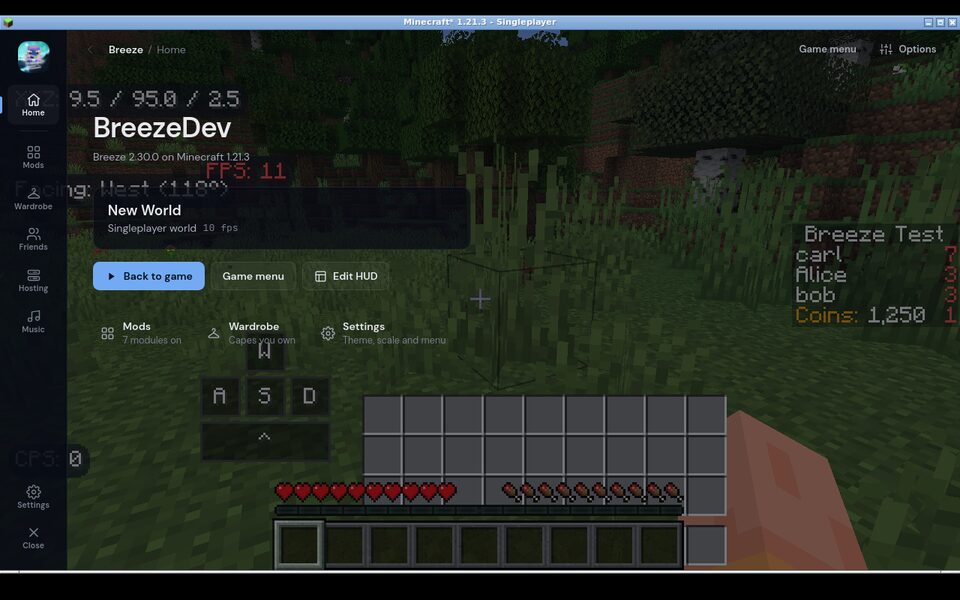 Minecraft* 1.21.3 - Singleplayer
Breeze / Home
Game menu
Options
Home
9.5 / 95.0 / 2.5
BreezeDev
Breeze 2.30.0 on Minecraft 1.21.3
FPS: 11
Mods
Facing: West (118°)
Wardrobe
New World
Singleplayer world 10 fps
Friends
Breeze Test
carl 7
Alice 3
bob 3
Coins: 1,250 1
Hosting
Back to game
Game menu
Edit HUD
Music
Mods
7 modules on
Wardrobe
Capes you own
Settings
Theme, scale and menu
W
A S D
^
CPS: 0
Settings
Close